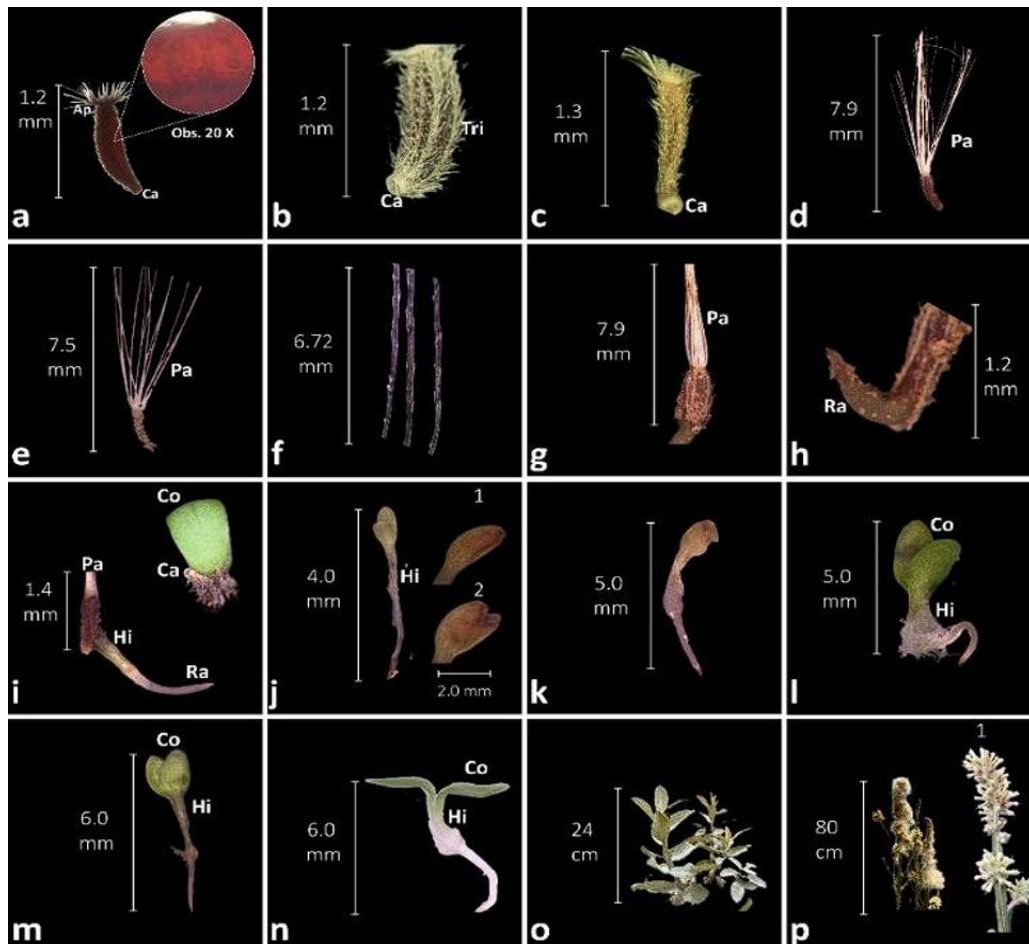 1.2
mm
Ap
Obs. 20 X
Ca
a
1.2
mm
Tri
Ca
b
1.3
mm
Ca
c
7.9
mm
Pa
d
7.5
mm
Pa
e
6.72
mm
f
7.9
mm
Pa
g
Ra
1.2
mm
h
Co
Pa
Ca
1.4
mm
Hi
Ra
i
1
4.0
mm
Hi
2
2.0 mm
j
5.0
mm
k
Co
5.0
mm
Hi
l
Co
6.0
mm
Hi
m
Co
Hi
6.0
mm
n
24
cm
o
1
80
cm
p